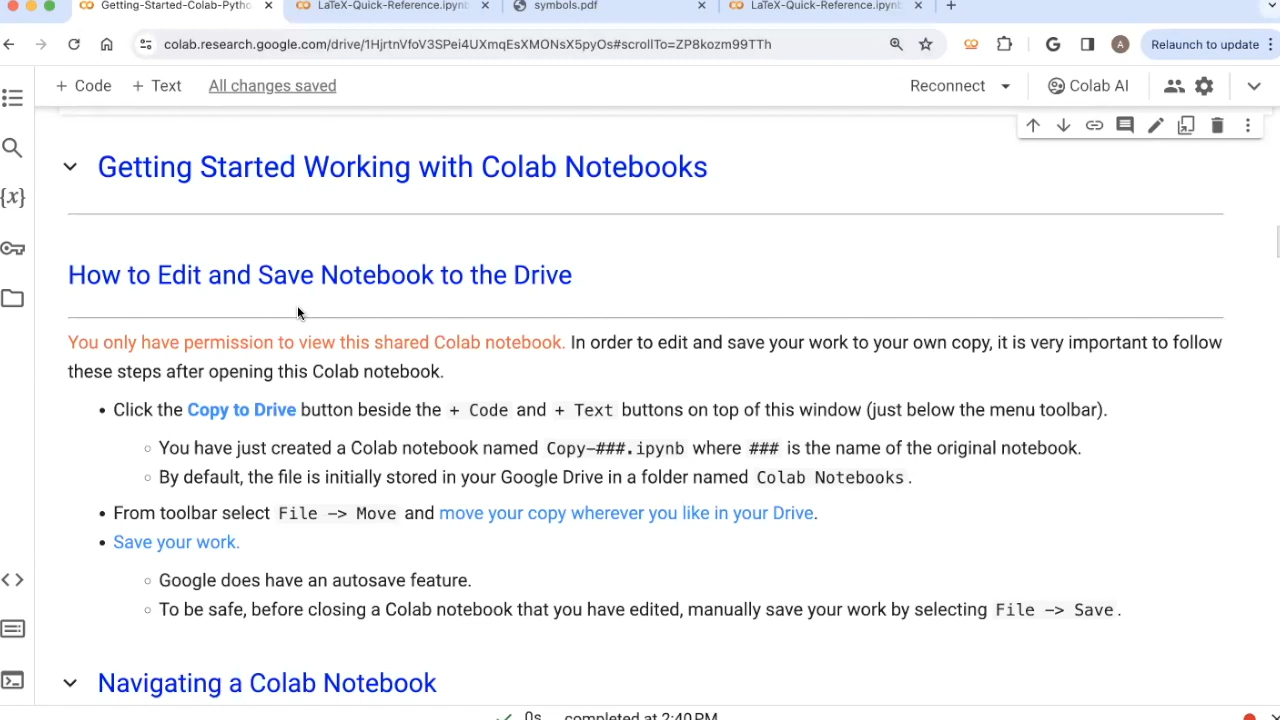 Getting-Started-Colab-Pytho
LaTeX-Quick-Reference.ipynb
symbols.pdf
LaTeX-Quick-Reference.ipynb
colab.research.google.com/drive/1HjrtnVfoV3SPei4UXmqEsXMONsX5pyOs#scrollTo=ZP8kozm99TTh
A
Relaunch to update
+ Code + Text All changes saved
Reconnect
Colab AI
{x}
Getting Started Working with Colab Notebooks
How to Edit and Save Notebook to the Drive
You only have permission to view this shared Colab notebook. In order to edit and save your work to your own copy, it is very important to follow
these steps after opening this Colab notebook.
• Click the Copy to Drive button beside the + Code and + Text buttons on top of this window (just below the menu toolbar).
◦ You have just created a Colab notebook named Copy-###.ipynb where ### is the name of the original notebook.
◦ By default, the file is initially stored in your Google Drive in a folder named Colab Notebooks.
• From toolbar select File -> Move and move your copy wherever you like in your Drive.
• Save your work.
◦ Google does have an autosave feature.
◦ To be safe, before closing a Colab notebook that you have edited, manually save your work by selecting File -> Save.
Navigating a Colab Notebook
0s completed at 2:40 PM